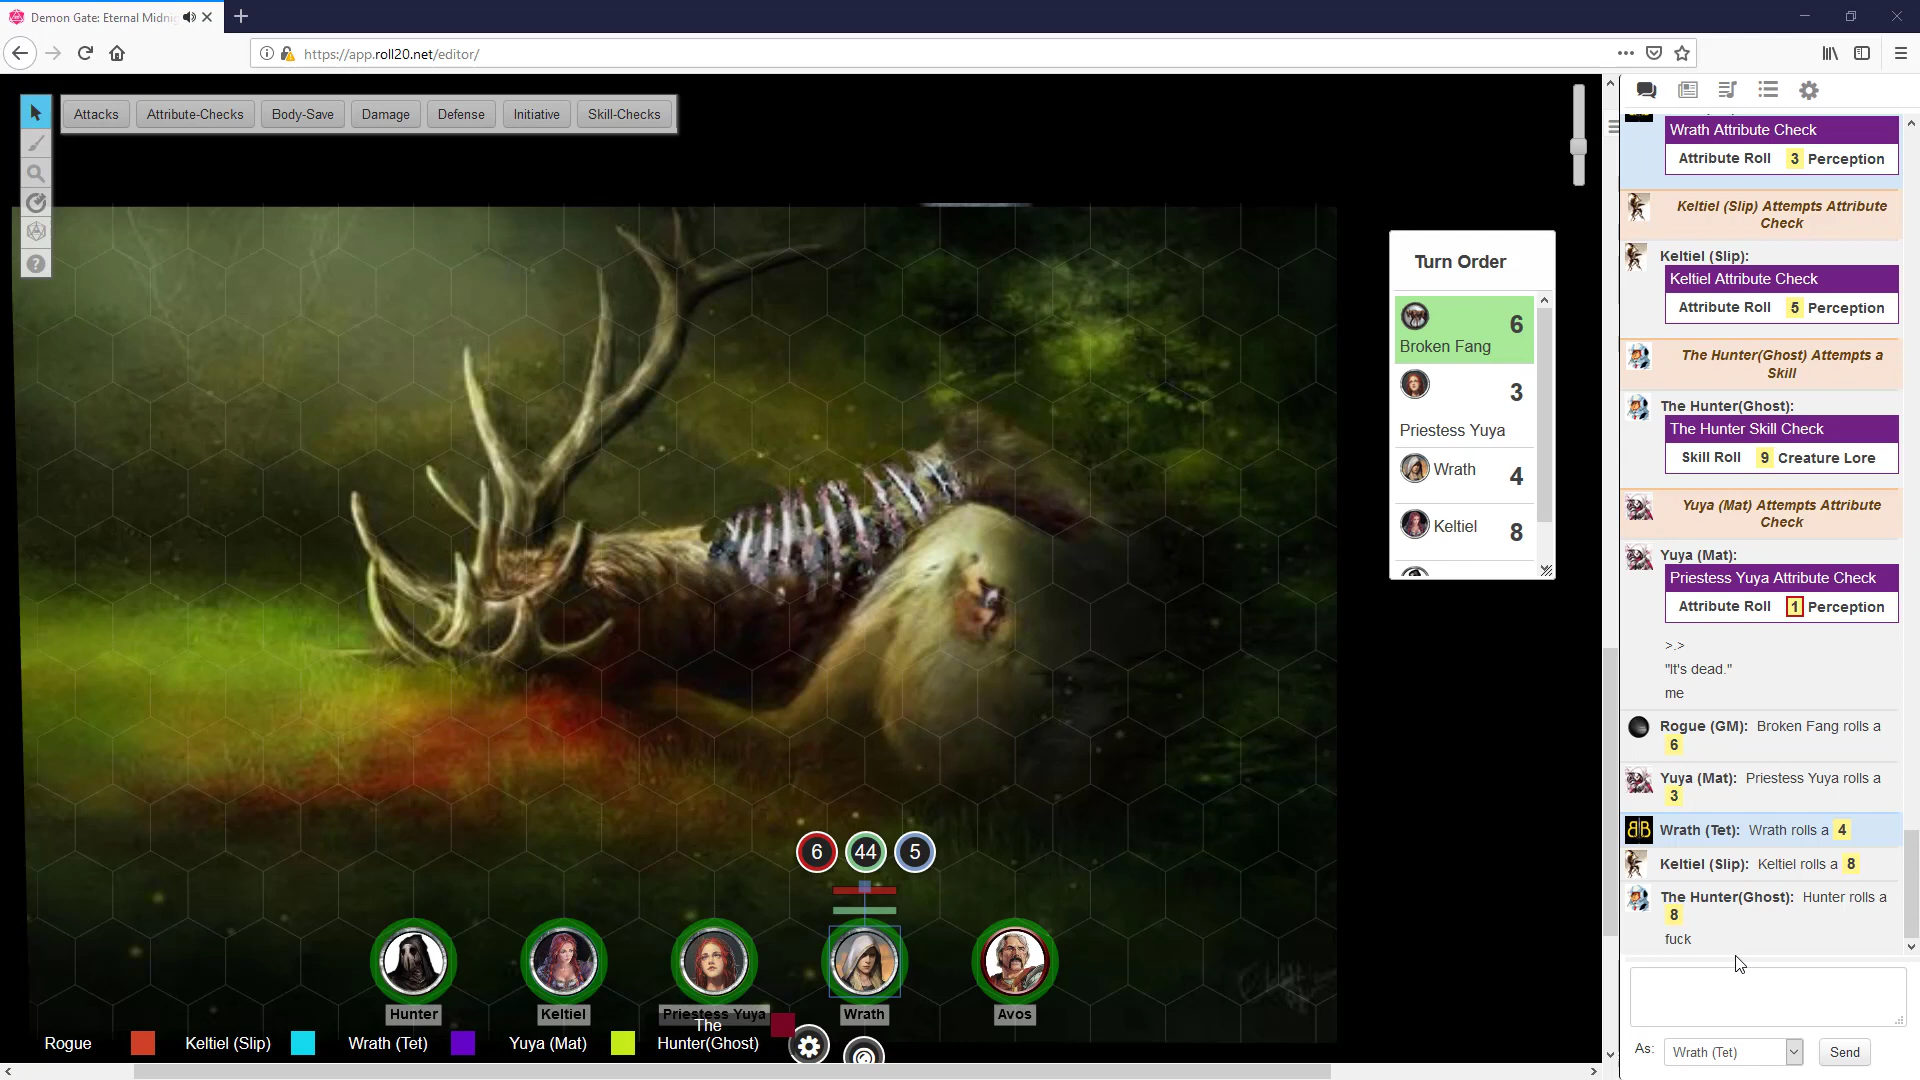 Demon Gate: Eternal Midnig
https://app.roll20.net/editor/
Attacks
Attribute-Checks
Body-Save
Damage
Defense
Initiative
Skill-Checks
Turn Order
6
Broken Fang
3
Priestess Yuya
Wrath
4
Keltiel
8
6
44
5
Hunter
Keltiel
Priestess Yuya
Wrath
Avos
Rogue
Keltiel (Slip)
Wrath (Tet)
Yuya (Mat)
The
Hunter(Ghost)
Wrath Attribute Check
Attribute Roll 3 Perception
Keltiel (Slip) Attempts Attribute
Check
Keltiel (Slip):
Keltiel Attribute Check
Attribute Roll 5 Perception
The Hunter(Ghost) Attempts a
Skill
The Hunter(Ghost):
The Hunter Skill Check
Skill Roll 9 Creature Lore
Yuya (Mat) Attempts Attribute
Check
Yuya (Mat):
Priestess Yuya Attribute Check
Attribute Roll 1 Perception
>.>
"It's dead."
me
Rogue (GM): Broken Fang rolls a
6
Yuya (Mat): Priestess Yuya rolls a
3
Wrath (Tet): Wrath rolls a 4
Keltiel (Slip): Keltiel rolls a 8
The Hunter(Ghost): Hunter rolls a
8
fuck
As: Wrath (Tet) Send